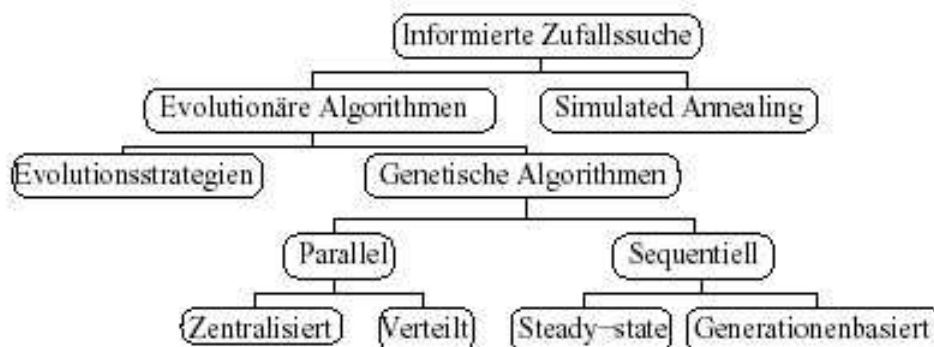 Informierte Zufallssuche
Evolutionäre Algorithmen Simulated Annealing
Evolutionsstrategien Genetische Algorithmen
Parallel Sequentiell
Zentralisiert Verteilt Steady-state Generationenbasiert